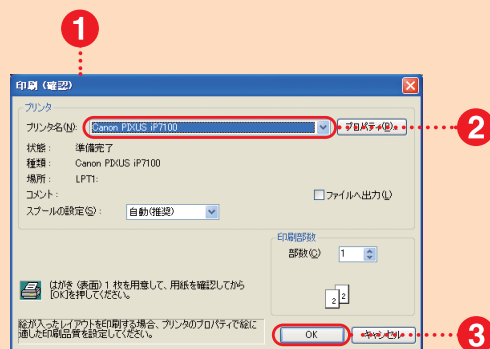 1
印刷（確認）
プリンタ
プリンタ名(N): Canon PIXUS iP7100 プロパティ(P)...
2
状態： 準備完了
種類： Canon PIXUS iP7100
場所： LPT1:
コメント： ファイルへ出力(L)
スプールの設定(S)： 自動(推奨)
印刷部数
部数(C) 1
2 2
はがき（表面）1 枚を用意して、用紙を確認してから
[OK]を押してください。
絵が入ったレイアウトを印刷する場合、プリンタのプロパティで絵に
適した印刷品質を設定してください。
OK キャンセル
3